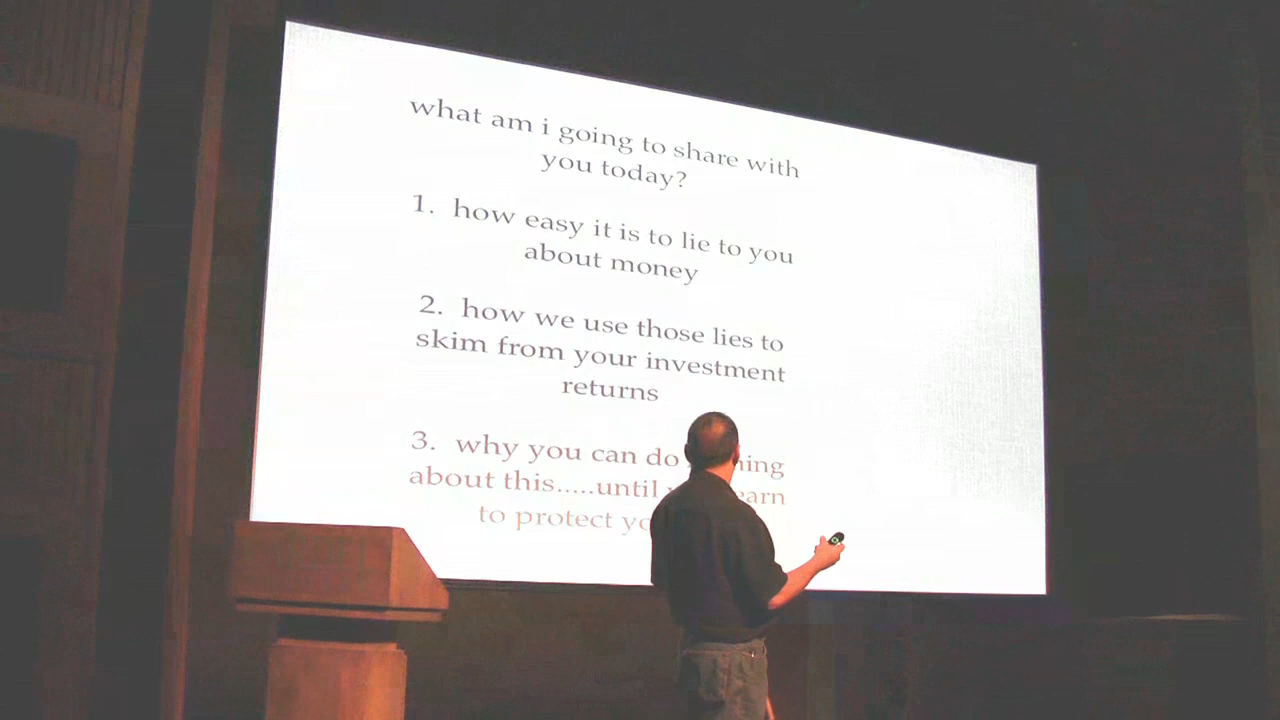 what am i going to share with
you today?
1. how easy it is to lie to you
about money
2. how we use those lies to
skim from your investment
returns
3. why you can do
about this.....until
to protect